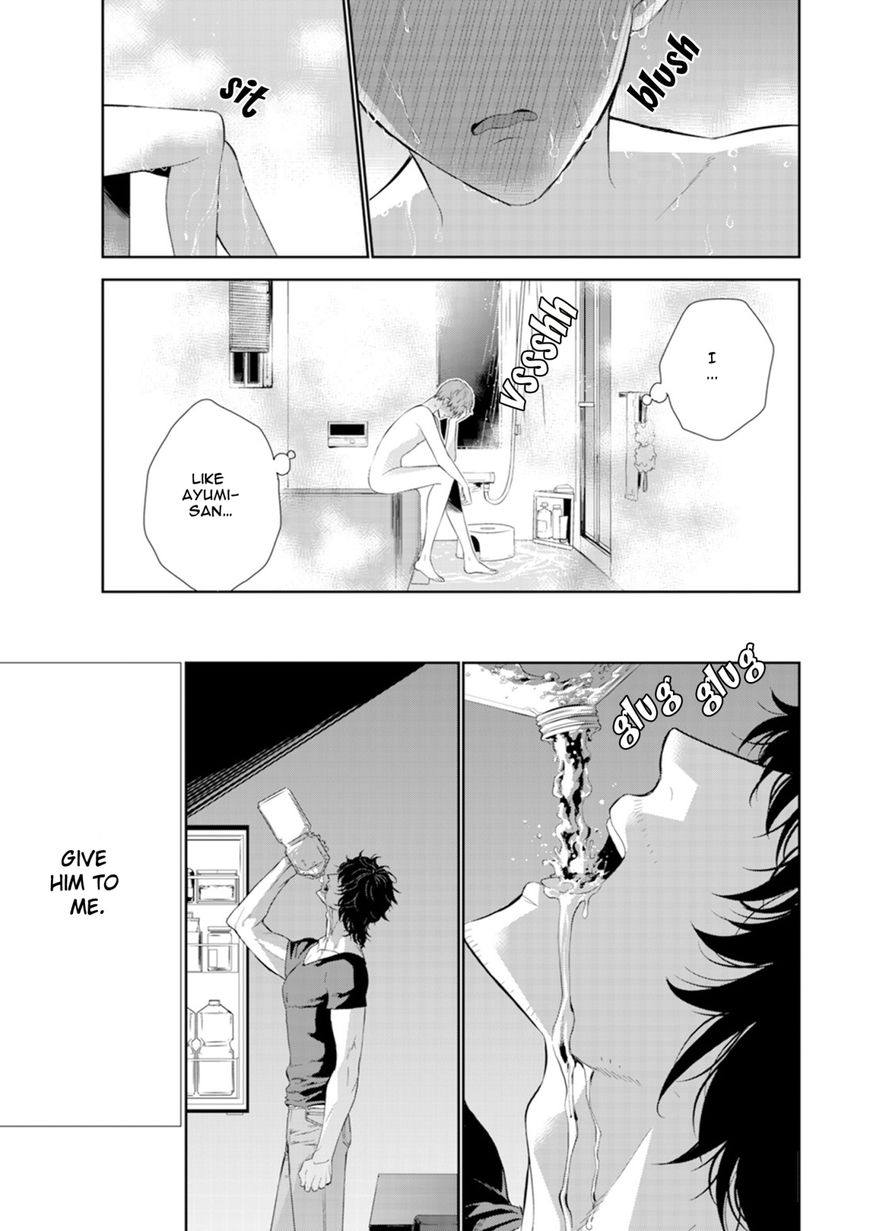 blush
sit
I
...
vssshh
LIKE
AYUMI-
SAN...
glug glug
GIVE
HIM TO
ME.